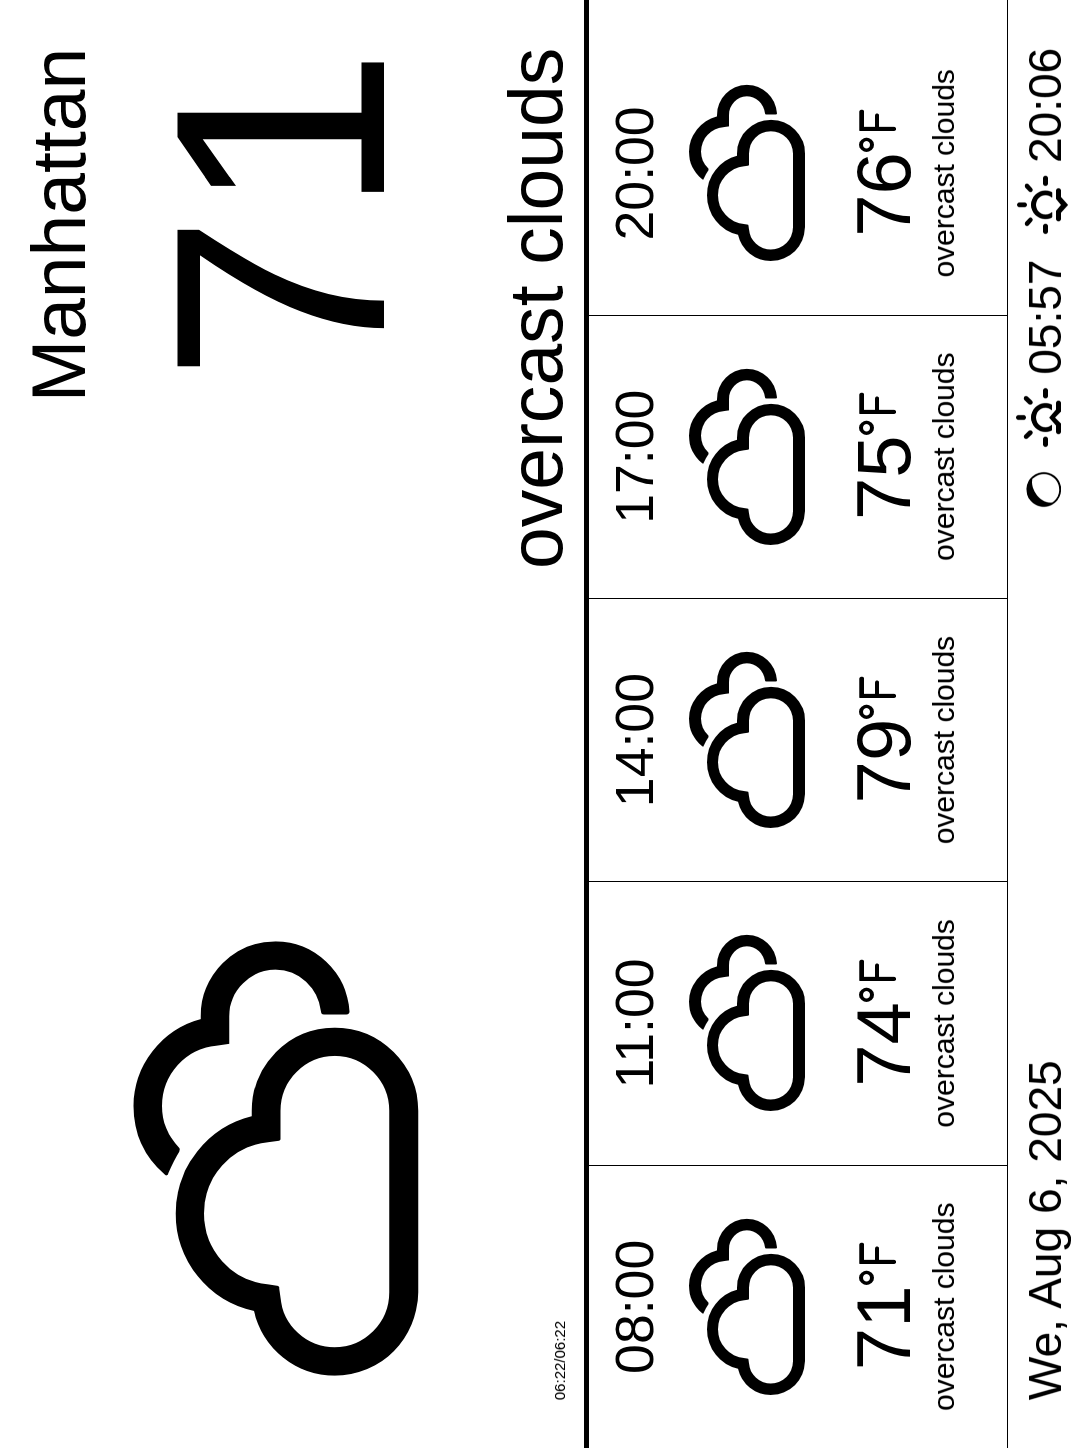 Manhattan
71
overcast clouds
06:22/06:22
08:00 11:00 14:00 17:00 20:00
71°F 74°F 79°F 75°F 76°F
overcast clouds overcast clouds overcast clouds overcast clouds overcast clouds
We, Aug 6, 2025 05:57 20:06